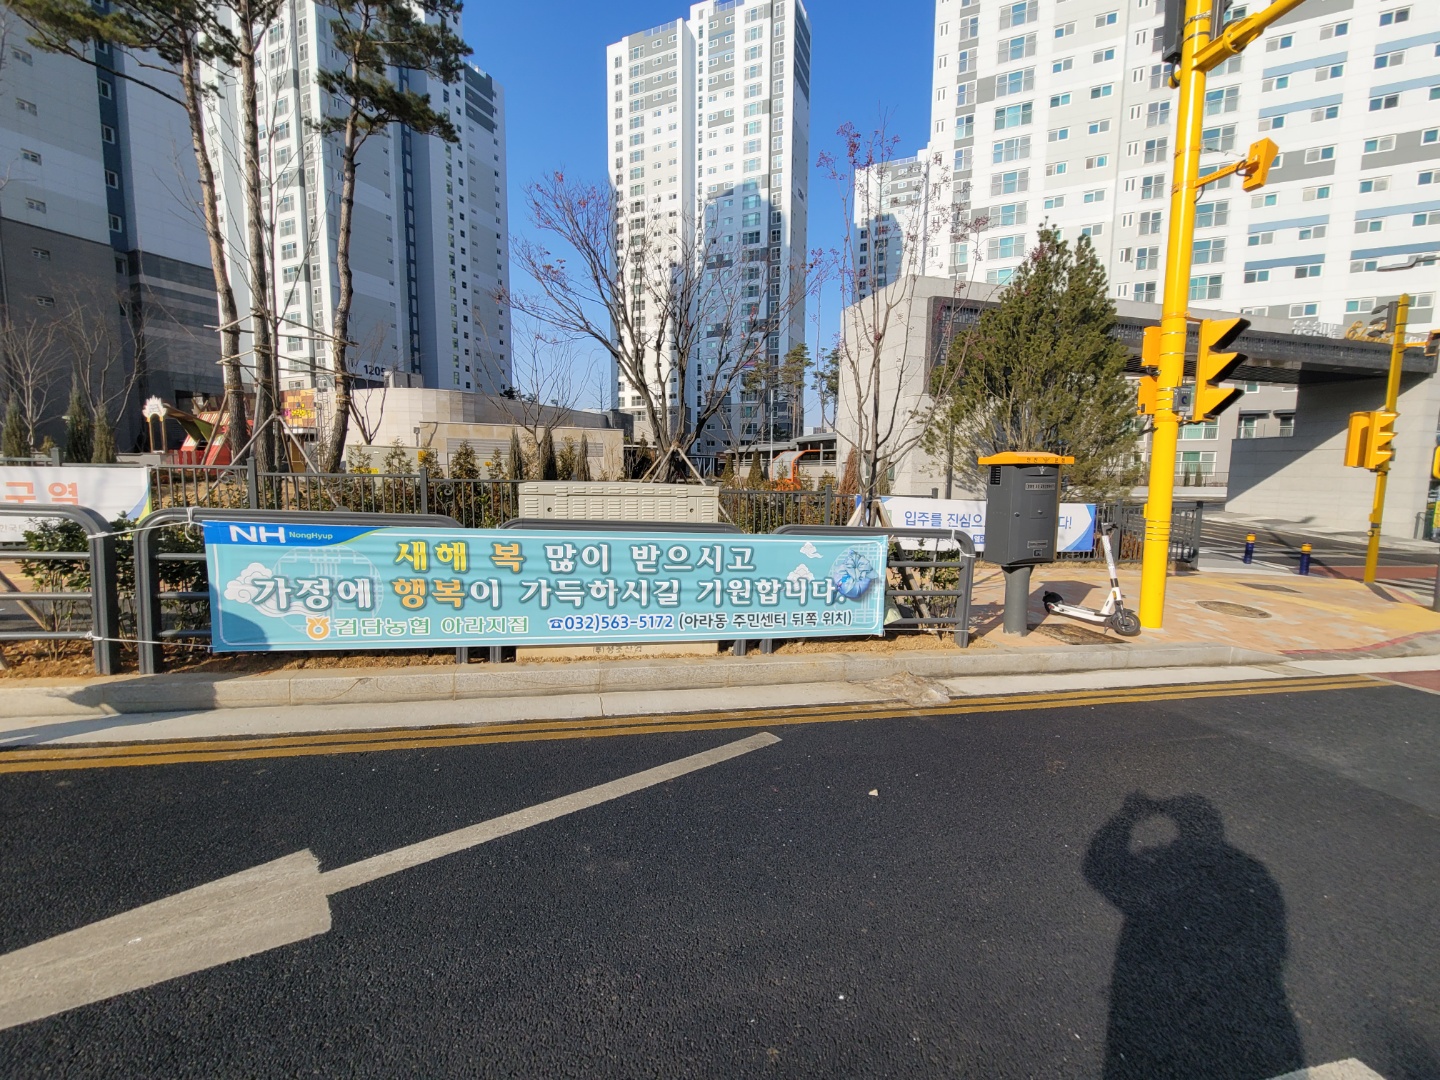 1205
구역
NH NongHyup
새해 복 많이 받으시고
가정에 행복이 가득하시길 기원합니다
검단농협 아라지점 ☎032)563-5172 (아라동 주민센터 뒤쪽 위치)
입주를 진심으
다!